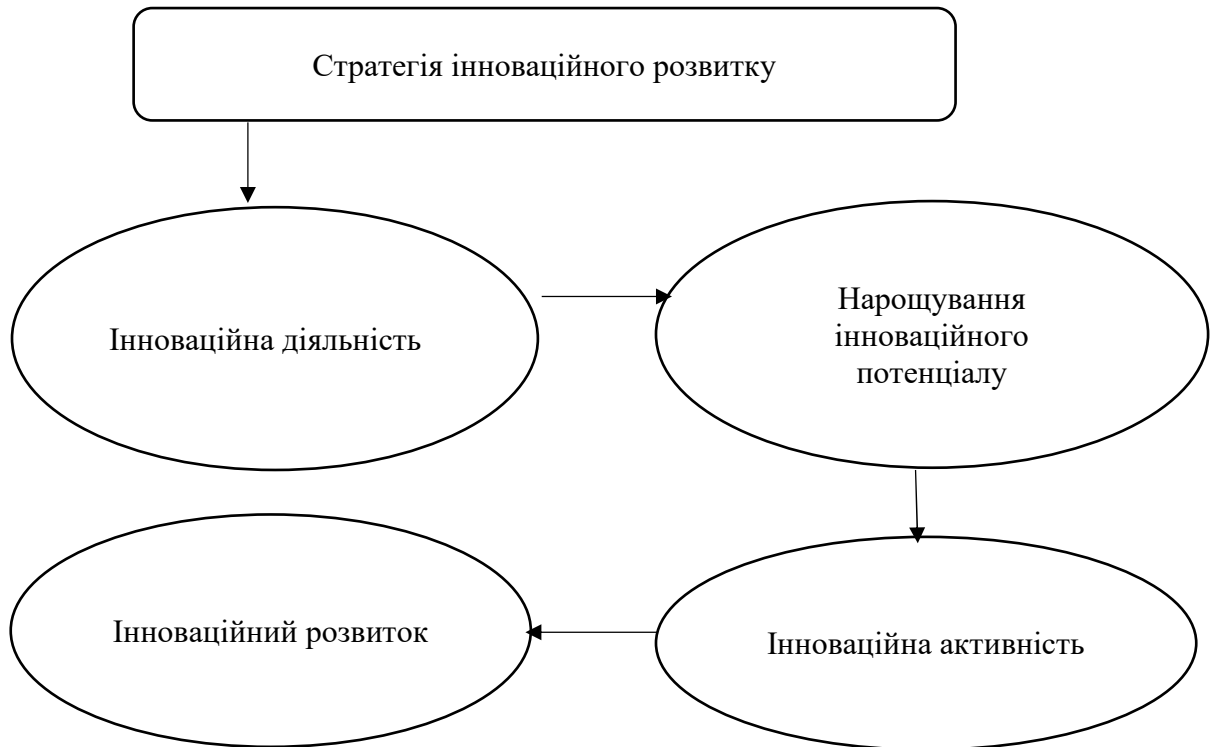 Стратегія інноваційного розвитку
Інноваційна діяльність
Нарощування
інноваційного
потенціалу
Інноваційний розвиток
Інноваційна активність